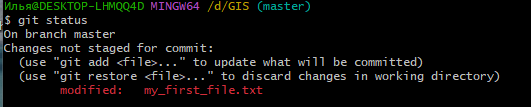 Илья@DESKTOP-LHMQQ4D MINGW64 /d/GIS (master)
$ git status
On branch master
Changes not staged for commit:
  (use "git add <file>..." to update what will be committed)
  (use "git restore <file>..." to discard changes in working directory)
        modified:   my_first_file.txt